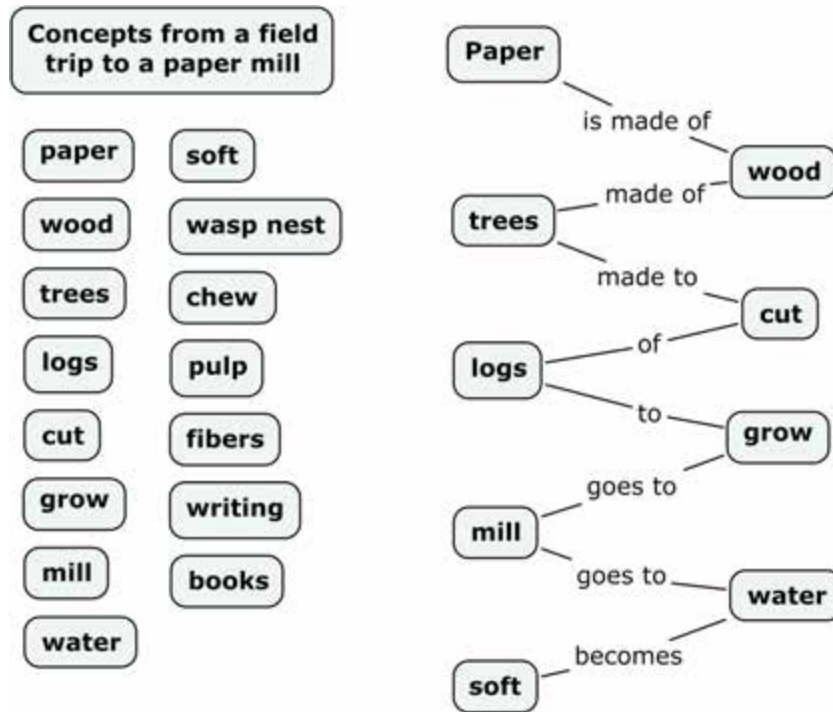 Concepts from a field
trip to a paper mill
paper
wood
trees
logs
cut
grow
mill
water
soft
wasp nest
chew
pulp
fibers
writing
books
Paper
is made of
wood
made of
trees
made to
cut
of
logs
to
grow
goes to
mill
goes to
water
becomes
soft